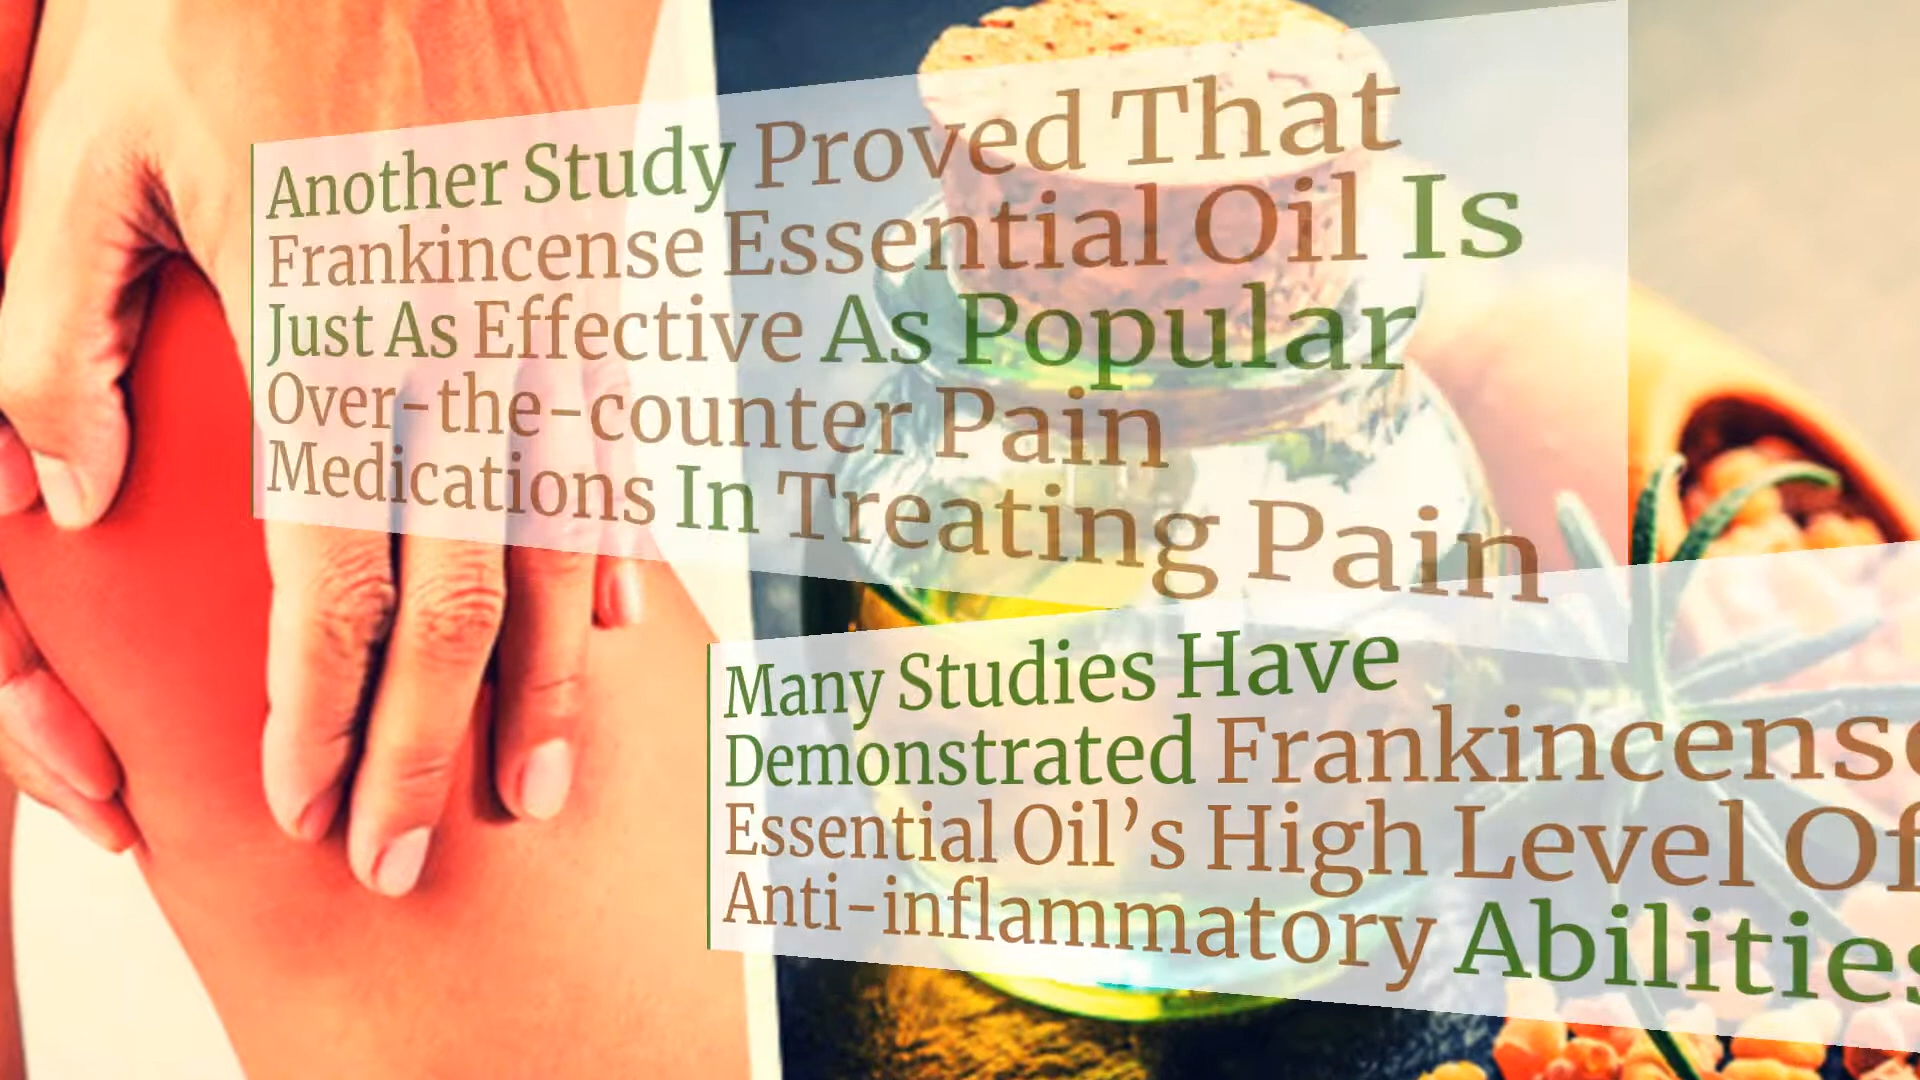 Another Study Proved That
Frankincense Essential Oil Is
Just As Effective As Popular
Over-the-counter Pain
Medications In Treating Pain
Many Studies Have
Demonstrated Frankincense
Essential Oil’s High Level Of
Anti-inflammatory Abilities